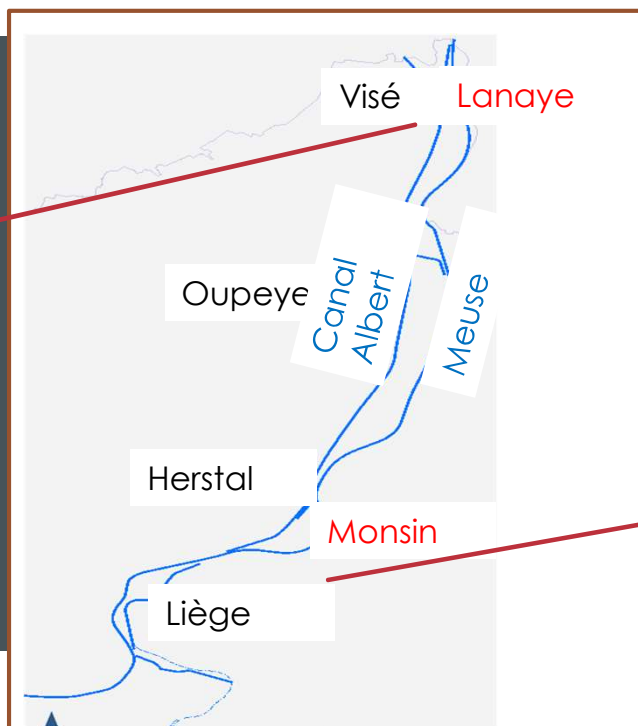 Visé
Lanaye
Oupeye
Canal
Albert
Meuse
Herstal
Monsin
Liège